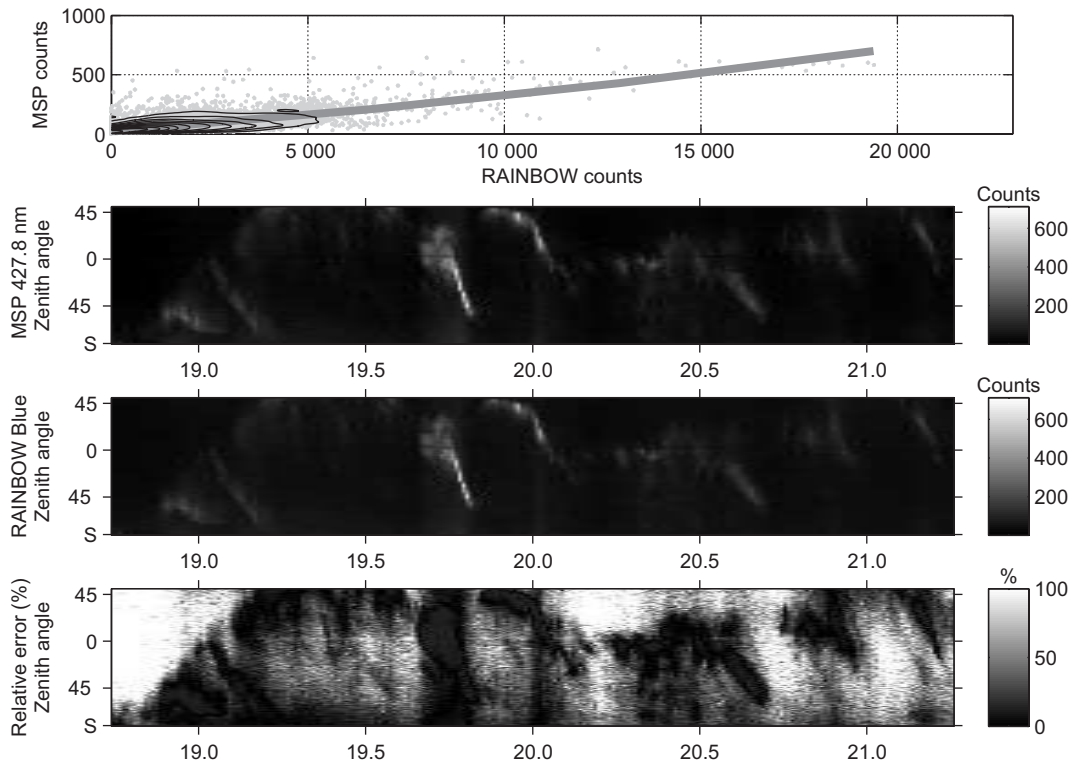 MSP counts
1000
500
0
0 5 000 10 000 15 000 20 000
RAINBOW counts
MSP 427.8 nm
Zenith angle
45
0
45
S
19.0 19.5 20.0 20.5 21.0
Counts
600
400
200
RAINBOW Blue
Zenith angle
45
0
45
S
19.0 19.5 20.0 20.5 21.0
Counts
600
400
200
Relative error (%)
Zenith angle
45
0
45
S
19.0 19.5 20.0 20.5 21.0
%
100
50
0